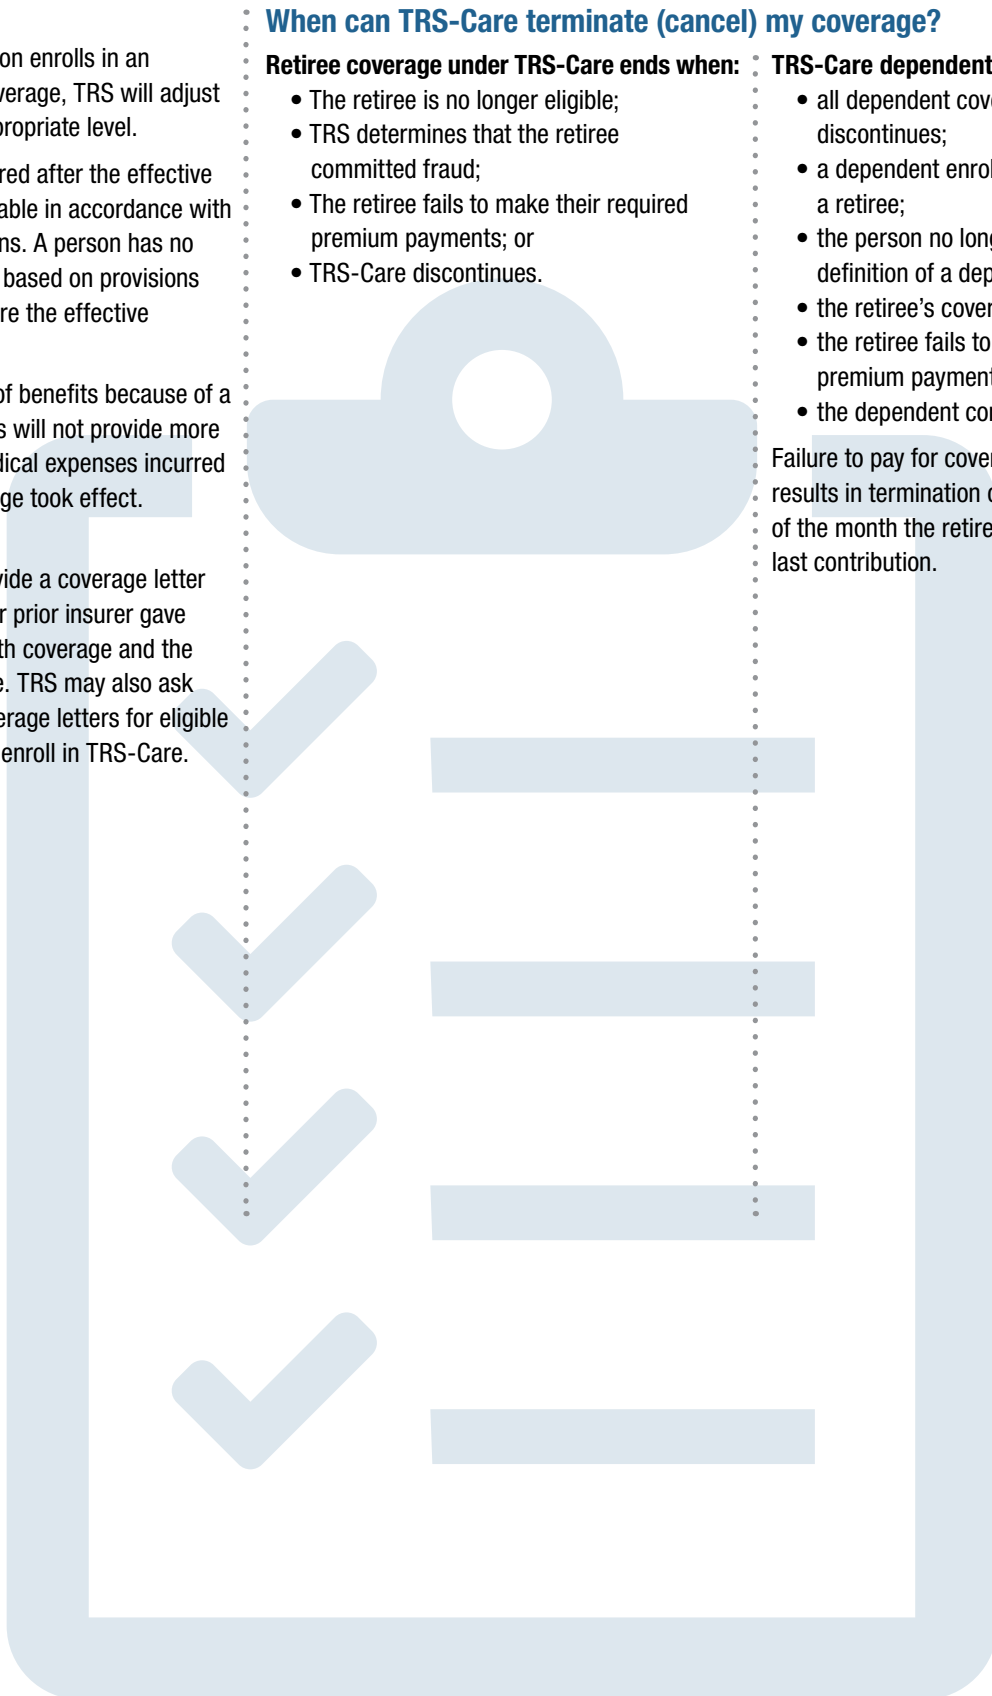 on enrolls in an
verage, TRS will adjust
propriate level.
red after the effective
able in accordance with
ns. A person has no
based on provisions
re the effective
of benefits because of a
s will not provide more
dical expenses incurred
ge took effect.
vide a coverage letter
r prior insurer gave
th coverage and the
e. TRS may also ask
erage letters for eligible
enroll in TRS-Care.
When can TRS-Care terminate (cancel) my coverage?
Retiree coverage under TRS-Care ends when:
• The retiree is no longer eligible;
• TRS determines that the retiree
committed fraud;
• The retiree fails to make their required
premium payments; or
• TRS-Care discontinues.
TRS-Care dependent
• all dependent cove
discontinues;
• a dependent enrol
a retiree;
• the person no long
definition of a dep
• the retiree's cover
• the retiree fails to
premium payment
• the dependent con
Failure to pay for cover
results in termination o
of the month the retire
last contribution.